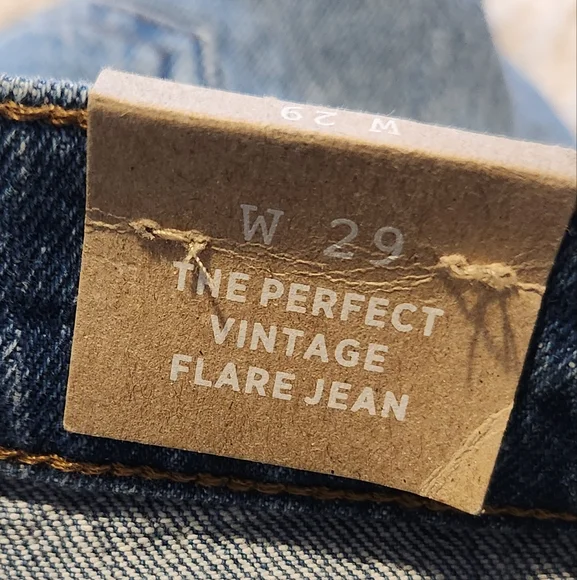 W 29
W 29
THE PERFECT
VINTAGE
FLARE JEAN